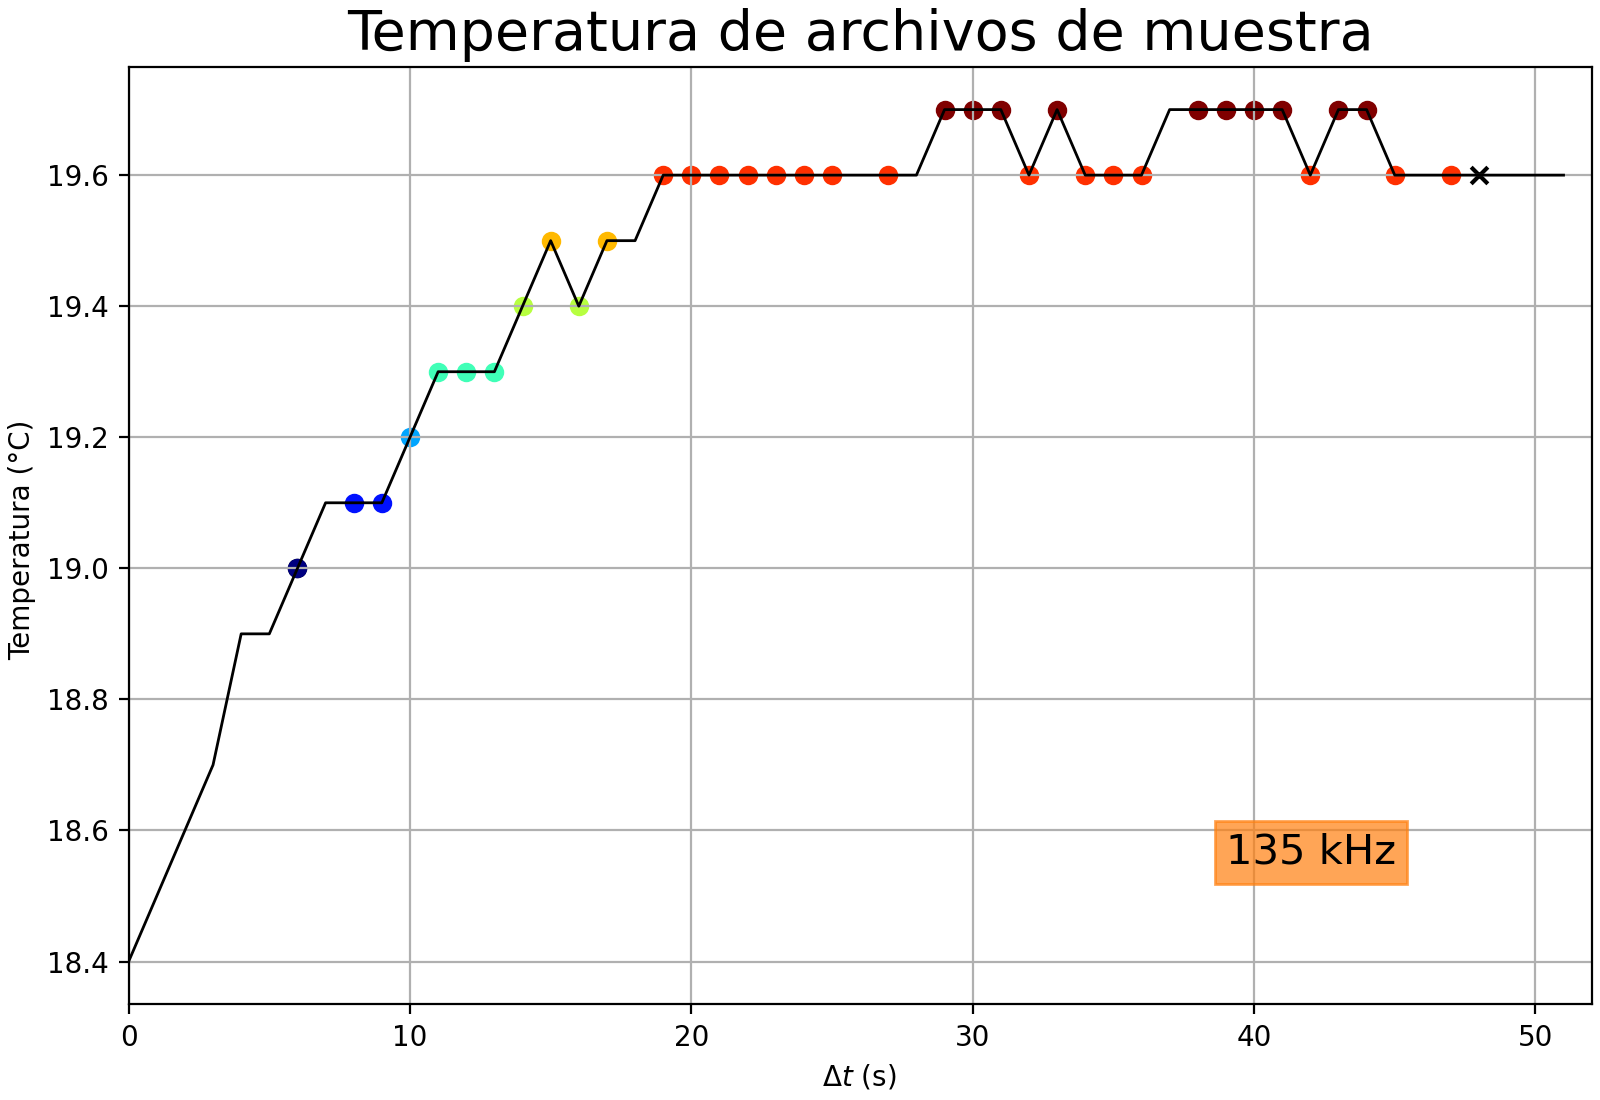 Temperatura de archivos de muestra
Temperatura (°C)
19.6
19.4
19.2
19.0
18.8
18.6
18.4
135 kHz
0 10 20 30 40 50
Δt (s)